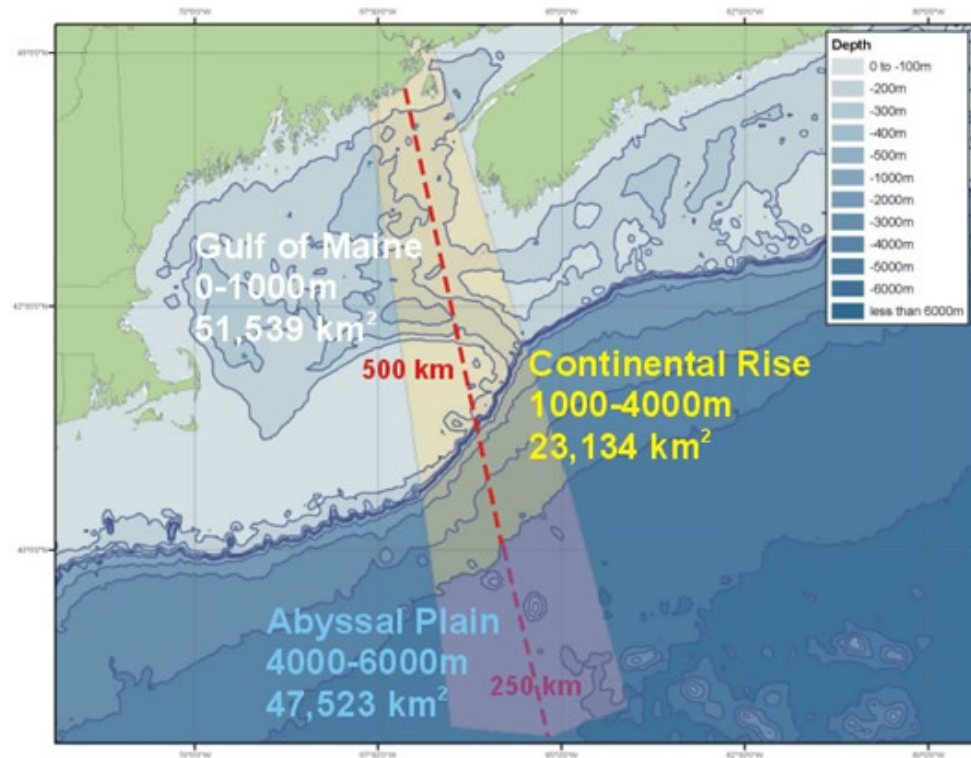 Depth
0 to -100m
-200m
-300m
-400m
-500m
-1000m
-2000m
-3000m
-4000m
-5000m
-6000m
less than 6000m
Gulf of Maine
0-1000m
51,539 km²
500 km
Continental Rise
1000-4000m
23,134 km²
Abyssal Plain
4000-6000m
47,523 km²
250 km